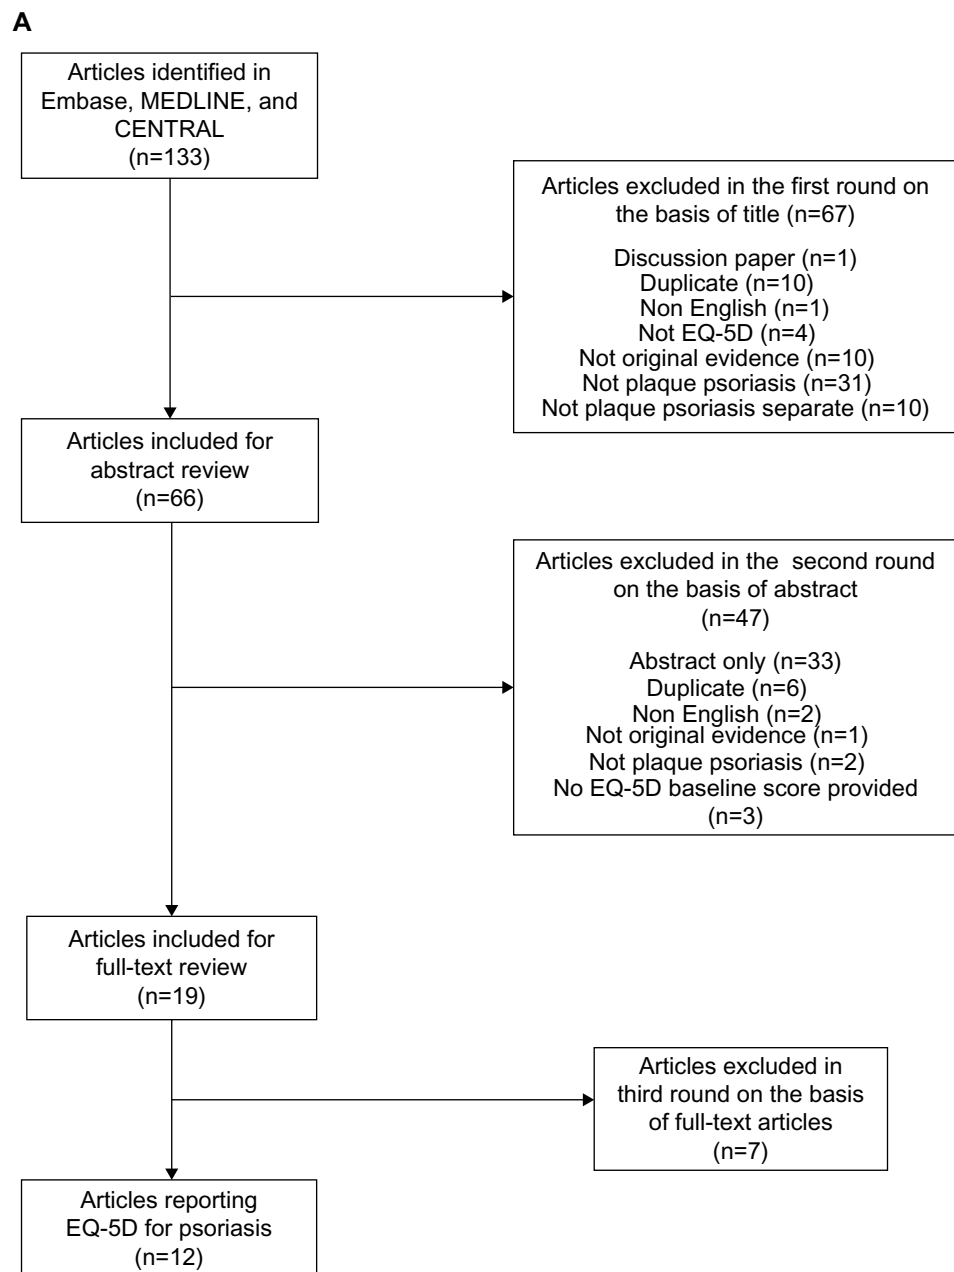 A
Articles identified in
Embase, MEDLINE, and
CENTRAL
(n=133)
Articles excluded in the first round on
the basis of title (n=67)
Discussion paper (n=1)
Duplicate (n=10)
Non English (n=1)
Not EQ-5D (n=4)
Not original evidence (n=10)
Not plaque psoriasis (n=31)
Not plaque psoriasis separate (n=10)
Articles included for
abstract review
(n=66)
Articles excluded in the second round
on the basis of abstract
(n=47)
Abstract only (n=33)
Duplicate (n=6)
Non English (n=2)
Not original evidence (n=1)
Not plaque psoriasis (n=2)
No EQ-5D baseline score provided
(n=3)
Articles included for
full-text review
(n=19)
Articles excluded in
third round on the basis
of full-text articles
(n=7)
Articles reporting
EQ-5D for psoriasis
(n=12)